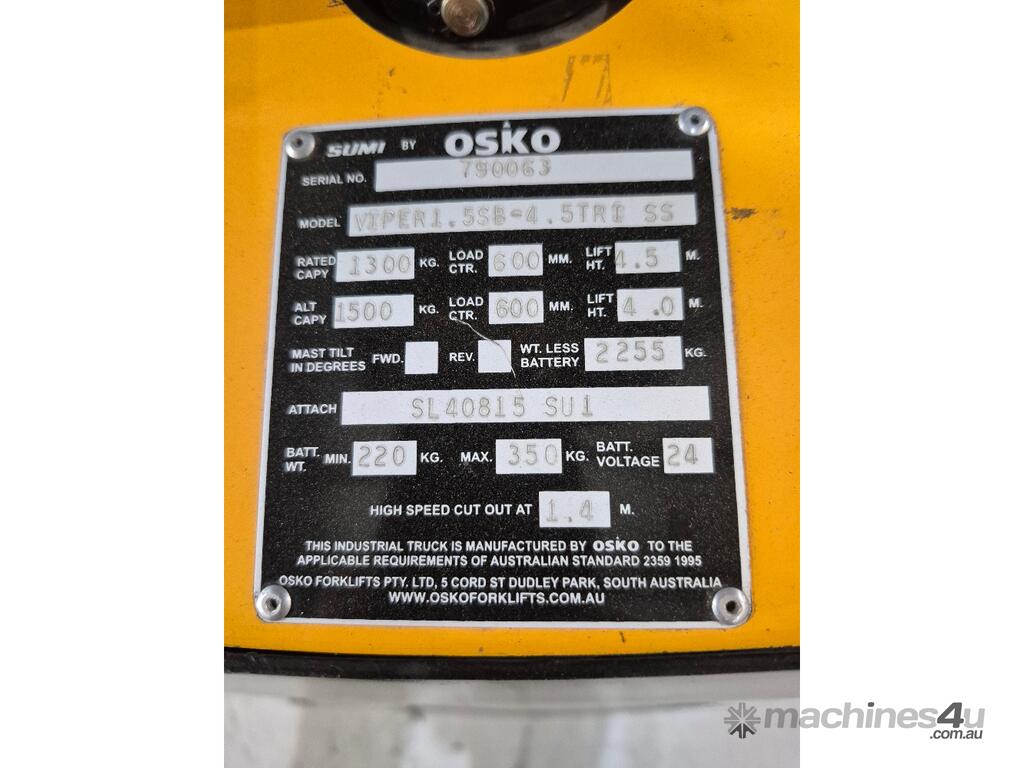 SUMI BY OSKO
SERIAL NO. 790063
MODEL VIPER1.5SB-4.5TRI SS
RATED CAPY 1300 KG. LOAD CTR. 600 MM. LIFT HT. 4.5 M.
ALT CAPY 1500 KG. LOAD CTR. 600 MM. LIFT HT. 4.0 M.
MAST TILT IN DEGREES FWD. REV. WT. LESS BATTERY 2255 KG.
ATTACH SL40815 SU1
BATT. WT. MIN. 220 KG. MAX. 350 KG. BATT. VOLTAGE 24
HIGH SPEED CUT OUT AT 1.4 M.
THIS INDUSTRIAL TRUCK IS MANUFACTURED BY OSKO TO THE
APPLICABLE REQUIREMENTS OF AUSTRALIAN STANDARD 2359 1995
OSKO FORKLIFTS PTY. LTD, 5 CORD ST DUDLEY PARK, SOUTH AUSTRALIA
WWW.OSKOFORKLIFTS.COM.AU
machines4u
.com.au